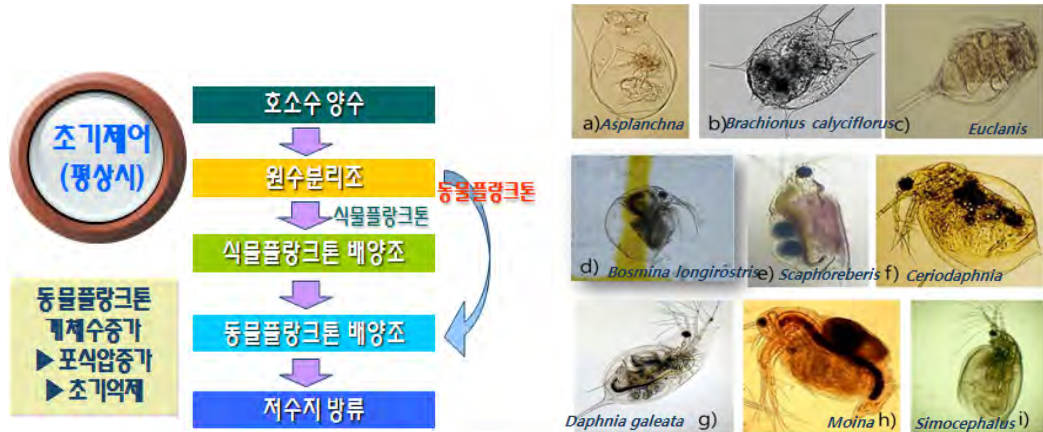 초기제어
(평상시)
호소수 양수
원수분리조
동물플랑크톤
식물플랑크톤
식물플랑크톤 배양조
동물플랑크톤 배양조
저수지 방류
동물플랑크톤
개체수증가
▶ 포식압증가
▶ 초기억제
a) Asplanchna
b) Brachionus calyciflorus
c) Euclanis
d) Bosmina longirostris
e) Scaphoreberis
f) Ceriodaphnia
Daphnia galeata g)
Moina h)
Simocephalus i)